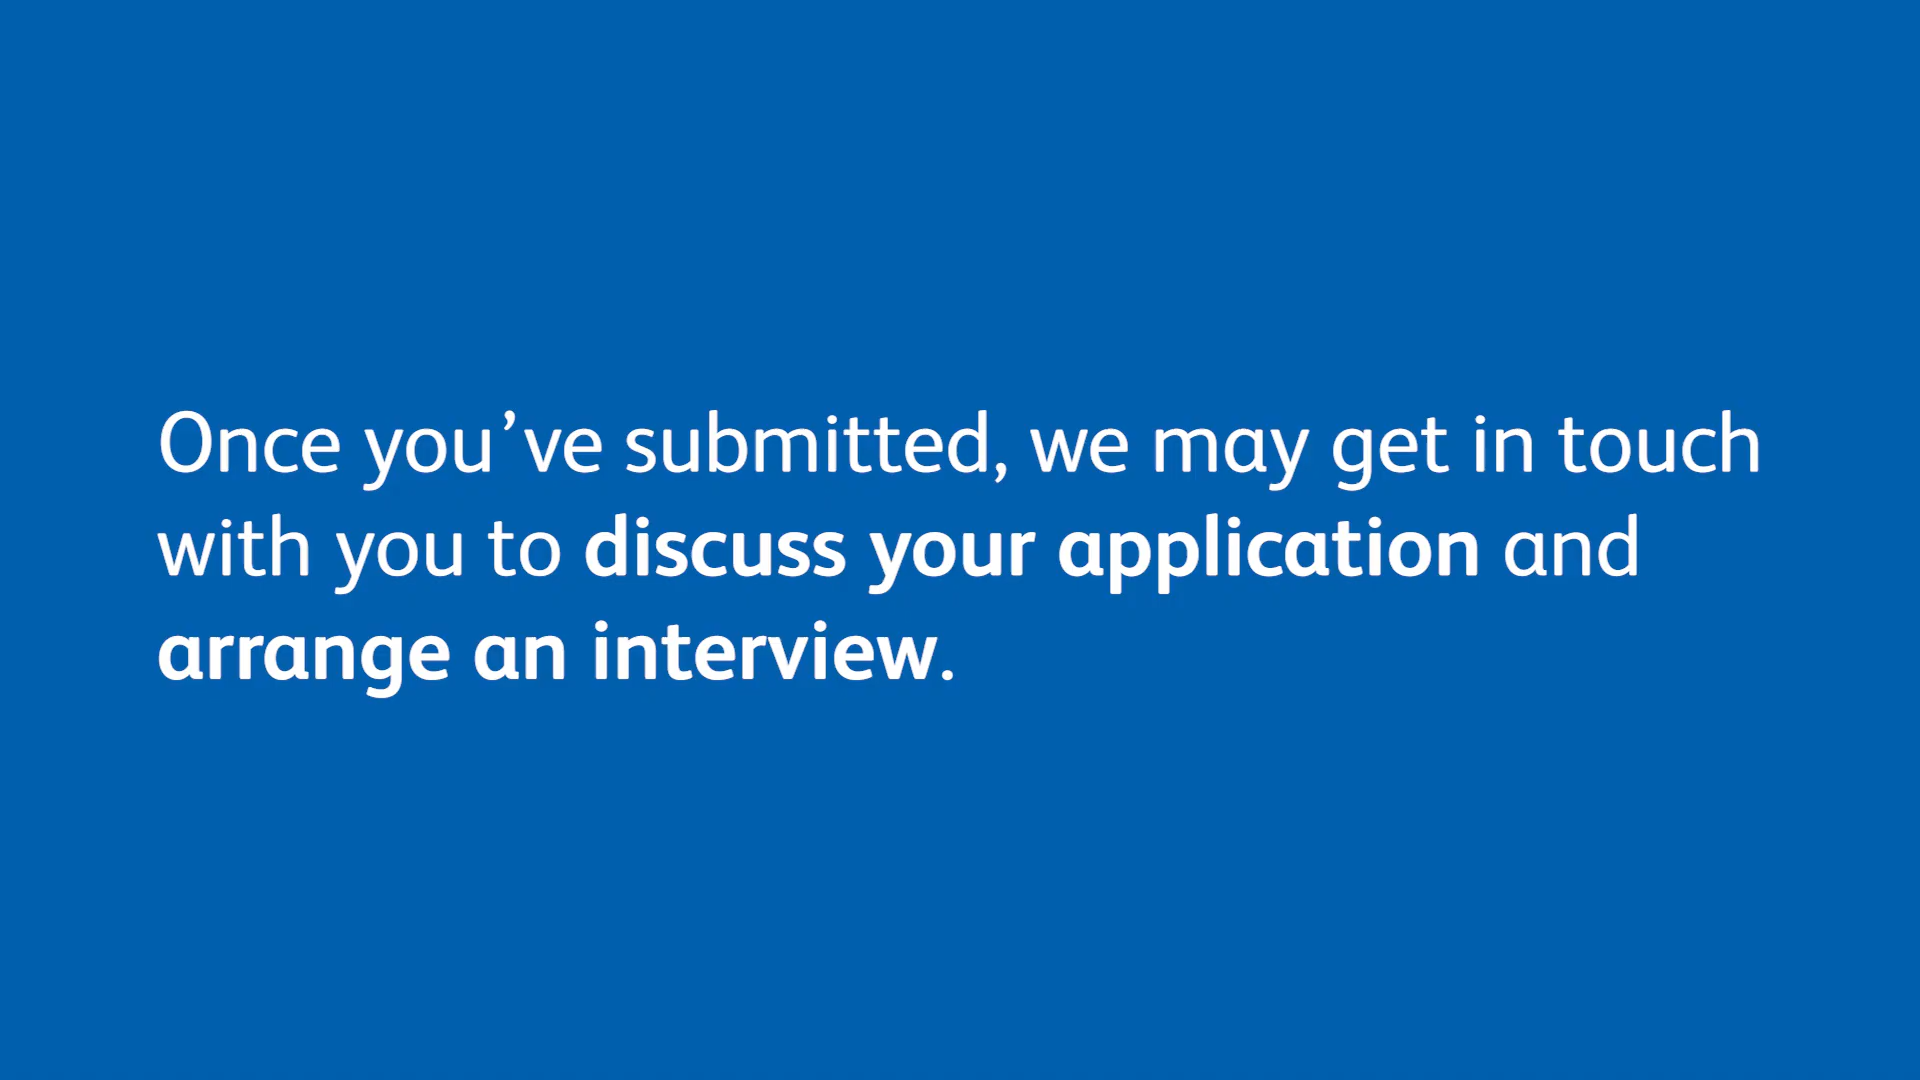 Once you’ve submitted, we may get in touch
with you to discuss your application and
arrange an interview.